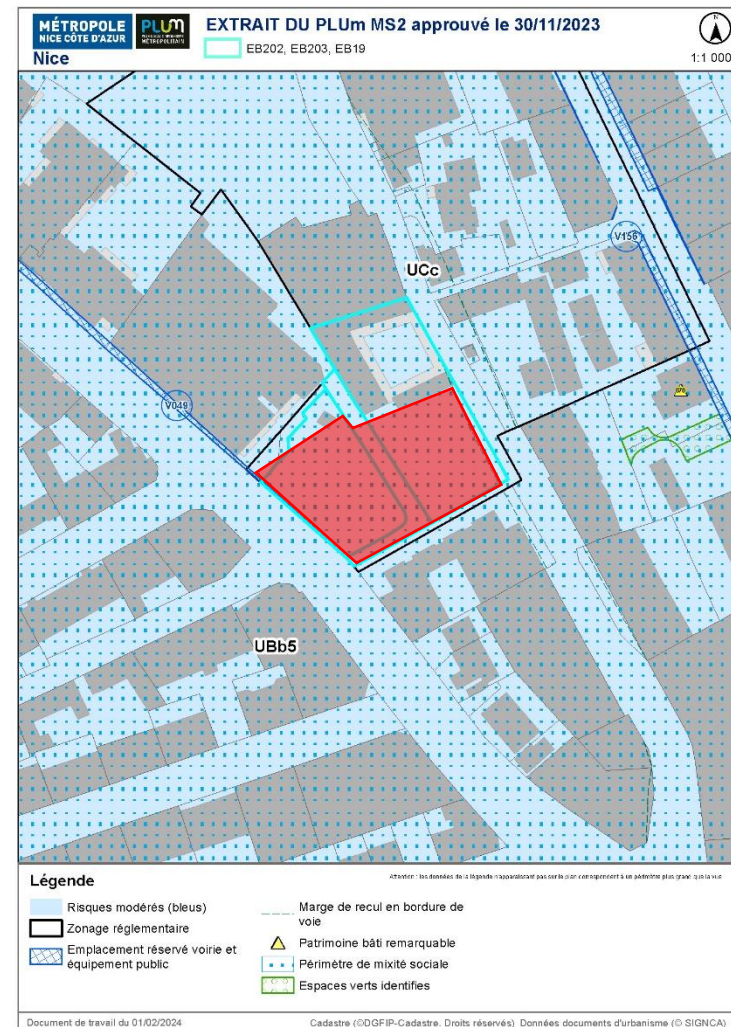 MÉTROPOLE
NICE CÔTE D'AZUR
PLUm
Nice
EXTRAIT DU PLUm MS2 approuvé le 30/11/2023
EB202, EB203, EB19
N
1:1 000
V156
UCc
V049
UBb5
Légende
Attention : les données de la légende n'apparaissant pas sur le plan correspondent à un périmètre plus grand que la vue
Risques modérés (bleus)
Zonage réglementaire
Emplacement réservé voirie et
équipement public
Marge de recul en bordure de
voie
Patrimoine bâti remarquable
Périmètre de mixité sociale
Espaces verts identifies
Document de travail du 01/02/2024
Cadastre (©DGFIP-Cadastre. Droits réservés) Données documents d'urbanisme (© SIGNCA)